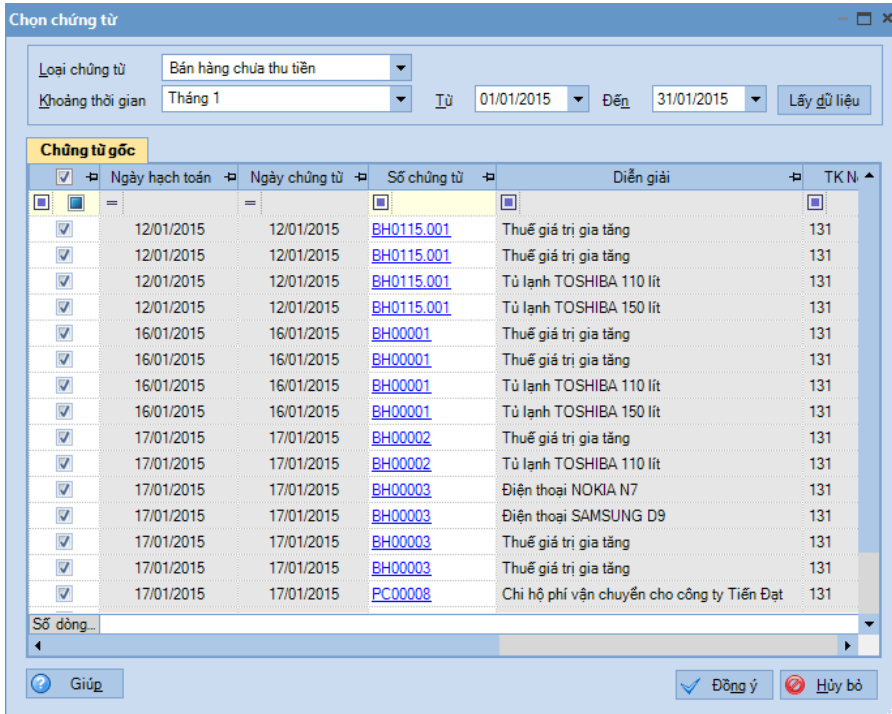 Chọn chứng từ
Loại chứng từ Bán hàng chưa thu tiền
Khoảng thời gian Tháng 1 Từ 01/01/2015 Đến 31/01/2015 Lấy dữ liệu
Chứng từ gốc
Ngày hạch toán Ngày chứng từ Số chứng từ Diễn giải TK N
= =
12/01/2015 12/01/2015 BH0115.001 Thuế giá trị gia tăng 131
12/01/2015 12/01/2015 BH0115.001 Thuế giá trị gia tăng 131
12/01/2015 12/01/2015 BH0115.001 Tủ lạnh TOSHIBA 110 lít 131
12/01/2015 12/01/2015 BH0115.001 Tủ lạnh TOSHIBA 150 lít 131
16/01/2015 16/01/2015 BH00001 Thuế giá trị gia tăng 131
16/01/2015 16/01/2015 BH00001 Thuế giá trị gia tăng 131
16/01/2015 16/01/2015 BH00001 Tủ lạnh TOSHIBA 110 lít 131
16/01/2015 16/01/2015 BH00001 Tủ lạnh TOSHIBA 150 lít 131
17/01/2015 17/01/2015 BH00002 Thuế giá trị gia tăng 131
17/01/2015 17/01/2015 BH00002 Tủ lạnh TOSHIBA 110 lít 131
17/01/2015 17/01/2015 BH00003 Điện thoại NOKIA N7 131
17/01/2015 17/01/2015 BH00003 Điện thoại SAMSUNG D9 131
17/01/2015 17/01/2015 BH00003 Thuế giá trị gia tăng 131
17/01/2015 17/01/2015 BH00003 Thuế giá trị gia tăng 131
17/01/2015 17/01/2015 PC00008 Chi hộ phí vận chuyển cho công ty Tiến Đạt 131
Số dòng...
Giúp Đồng ý Hủy bỏ